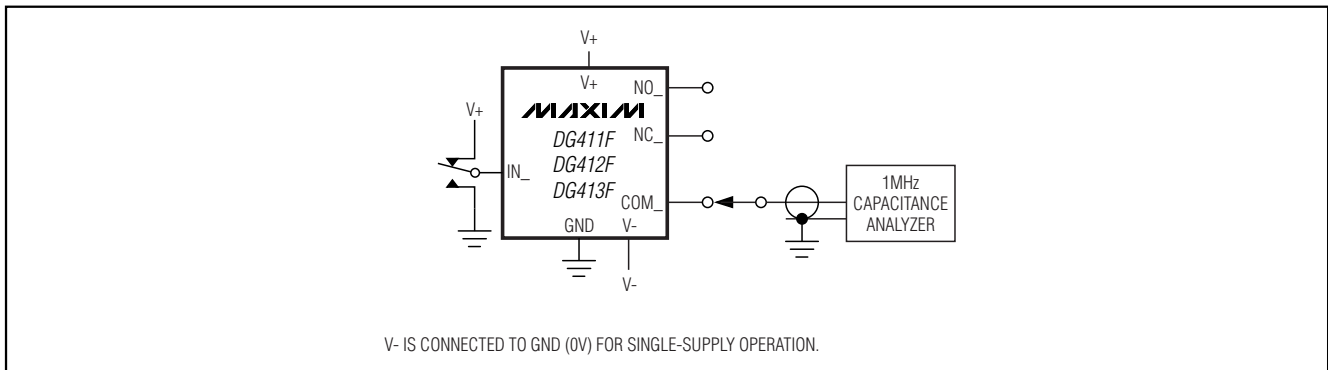 V+
V+
NO_
MAXIM
V+
NC_
DG411F
DG412F
IN_
DG413F
COM_
1MHz
CAPACITANCE
ANALYZER
GND
V-
V-
V- IS CONNECTED TO GND (0V) FOR SINGLE-SUPPLY OPERATION.